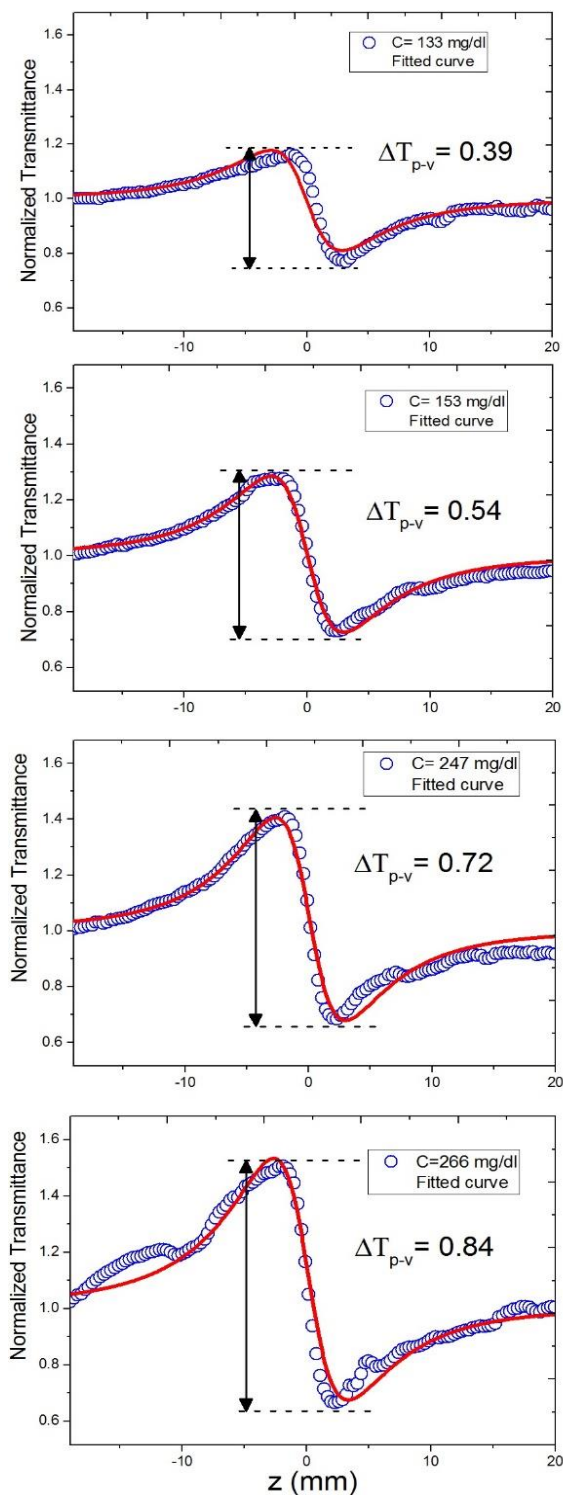 1.6
C= 133 mg/dl
Fitted curve
1.4
1.2
ΔTp-v= 0.39
1.0
0.8
0.6
Normalized Transmittance
-10 0 10 20
1.6
C= 153 mg/dl
Fitted curve
1.4
1.2
ΔTp-v= 0.54
1.0
0.8
0.6
Normalized Transmittance
-10 0 10 20
1.6
C= 247 mg/dl
Fitted curve
1.4
1.2
ΔTp-v= 0.72
1.0
0.8
0.6
Normalized Transmittance
-10 0 10 20
1.6
C=266 mg/dl
Fitted curve
1.4
1.2
ΔTp-v= 0.84
1.0
0.8
0.6
Normalized Transmittance
-10 0 10 20
z (mm)